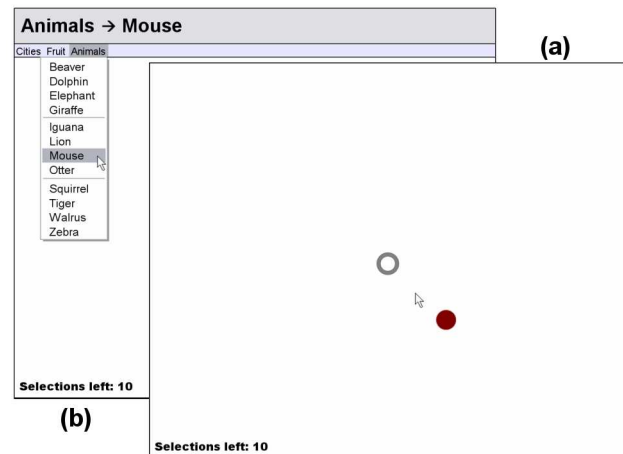 Animals → Mouse
(a)
Cities Fruit Animals
Beaver
Dolphin
Elephant
Giraffe
Iguana
Lion
Mouse
Otter
Squirrel
Tiger
Walrus
Zebra
Selections left: 10
(b)
Selections left: 10